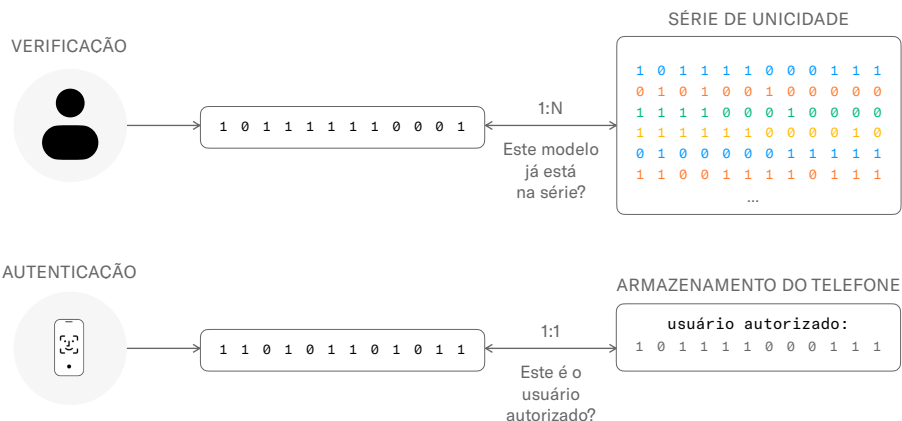 VERIFICAÇÃO
1 0 1 1 1 1 1 1 0 0 0 1
1:N
Este modelo
já está
na série?
SÉRIE DE UNICIDADE
1 0 1 1 1 1 0 0 0 1 1 1
0 1 0 1 0 0 1 0 0 0 0 0
1 1 1 1 0 0 0 1 0 0 0 0
1 1 1 1 1 1 0 0 0 0 1 0
0 1 0 0 0 0 0 1 1 1 1 1
1 1 0 0 1 1 1 1 0 1 1 1
...
AUTENTICAÇÃO
1 1 0 1 0 1 1 0 1 0 1 1
1:1
Este é o
usuário
autorizado?
ARMAZENAMENTO DO TELEFONE
usuário autorizado:
1 0 1 1 1 1 0 0 0 1 1 1